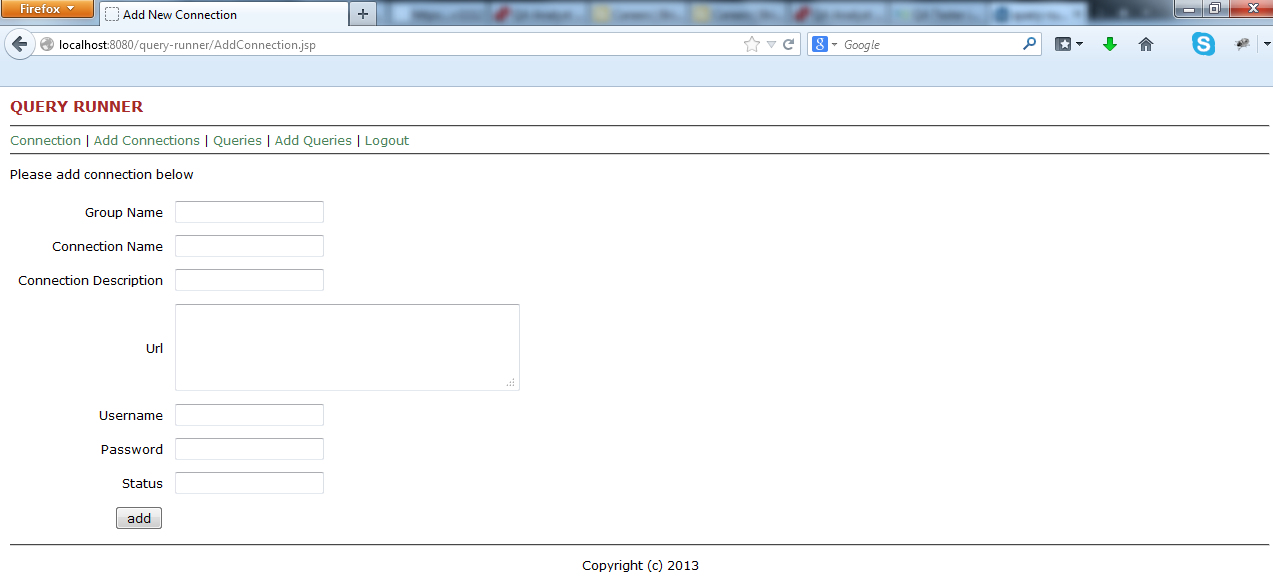 Firefox
Add New Connection
localhost:8080/query-runner/AddConnection.jsp
Google
QUERY RUNNER
Connection | Add Connections | Queries | Add Queries | Logout
Please add connection below
Group Name
Connection Name
Connection Description
Url
Username
Password
Status
add
Copyright (c) 2013